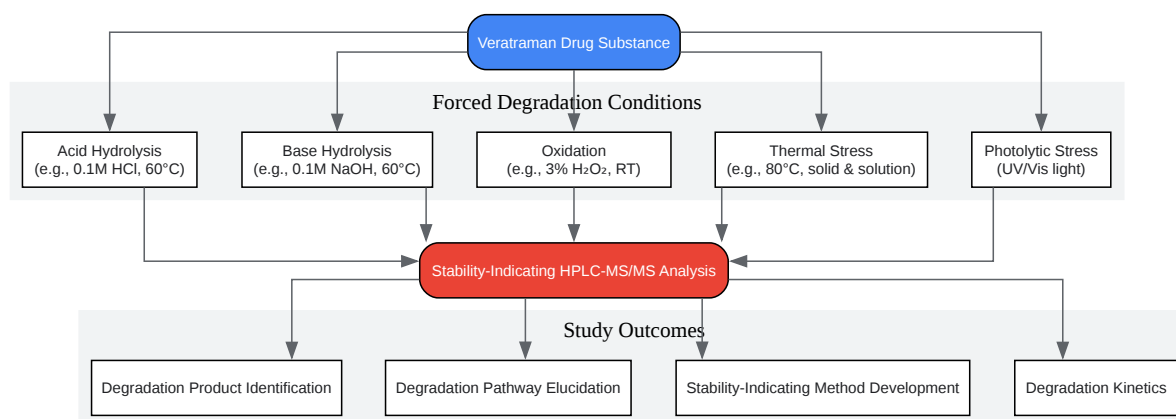 Veratraman Drug Substance
Forced Degradation Conditions
Acid Hydrolysis
(e.g., 0.1M HCl, 60°C)
Base Hydrolysis
(e.g., 0.1M NaOH, 60°C)
Oxidation
(e.g., 3% H₂O₂, RT)
Thermal Stress
(e.g., 80°C, solid & solution)
Photolytic Stress
(UV/Vis light)
Stability-Indicating HPLC-MS/MS Analysis
Study Outcomes
Degradation Product Identification
Degradation Pathway Elucidation
Stability-Indicating Method Development
Degradation Kinetics